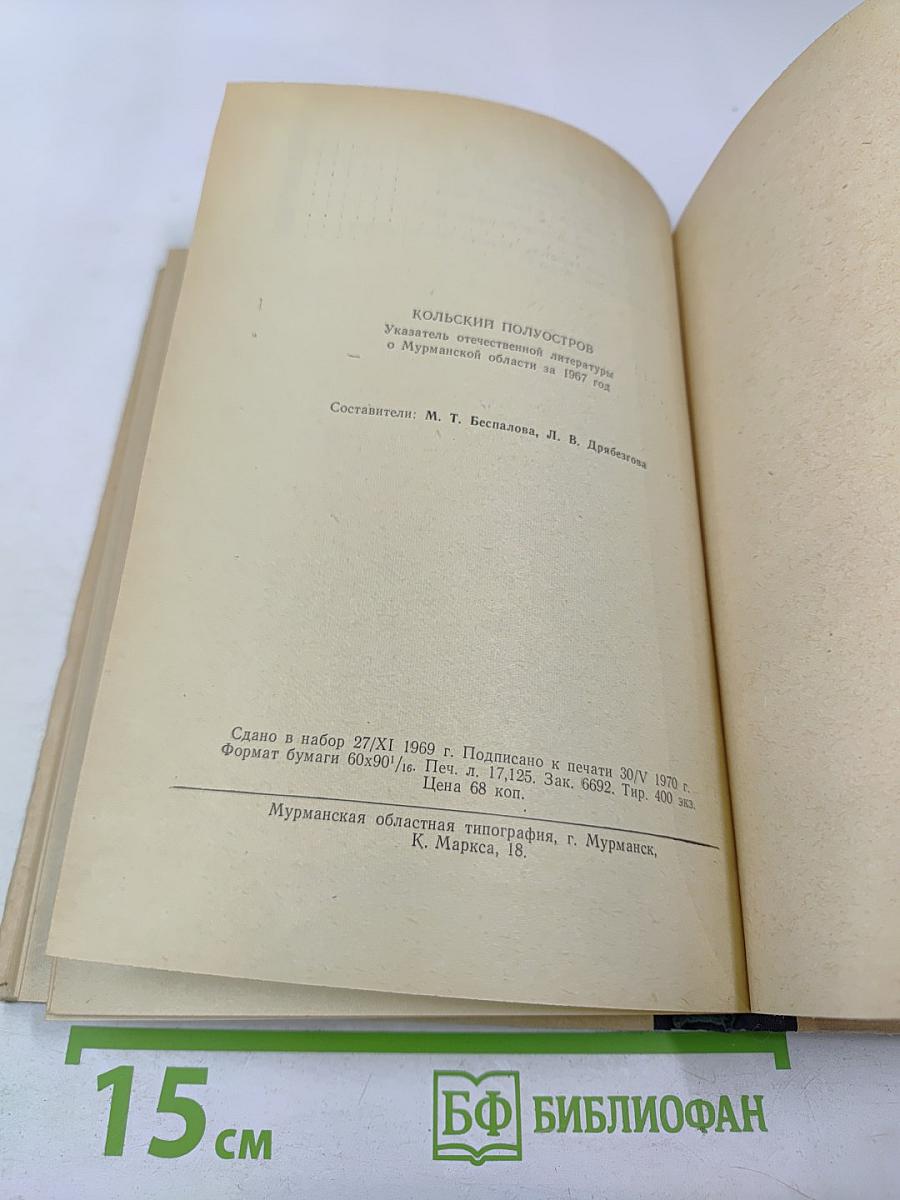 КОЛЬСКИЙ ПОЛУОСТРОВ
Указатель отечественной литературы
о Мурманской области за 1967 год
Составители: М. Т. Беспалова, Л. В. Дрябезгова
Сдано в набор 27/XI 1969 г. Подписано к печати 30/V 1970 г.
Формат бумаги 60х90¹/₁₆. Печ. л. 17,125. Зак. 6692. Тир. 400 экз.
Цена 68 коп.
Мурманская областная типография, г. Мурманск,
К. Маркса, 18.
15 см
БФ БИБЛИОФАН